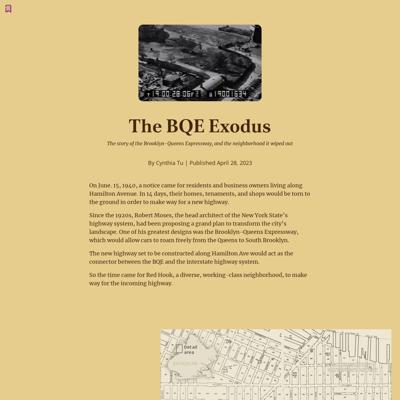 The BQE Exodus
The story of the Brooklyn-Queens Expressway, and the neighborhood it wiped out
By Cynthia Tu | Published April 28, 2023
On June. 15, 1940, a notice came for residents and business owners living along
Hamilton Avenue. In 14 days, their homes, tenaments, and shops would be torn to
the ground in order to make way for a new highway.
Since the 1920s, Robert Moses, the head architect of the New York State's
highway system, had been proposing a grand plan to transform the city's
landscape. One of his greatest designs was the Brooklyn-Queens Expressway,
which would allow cars to roam freely from the Queens to South Brooklyn.
The new highway set to be constructed along Hamilton Ave would act as the
connector between the BQE and the interstate highway system.
So the time came for Red Hook, a diverse, working-class neighborhood, to make
way for the incoming highway.
Detail
area